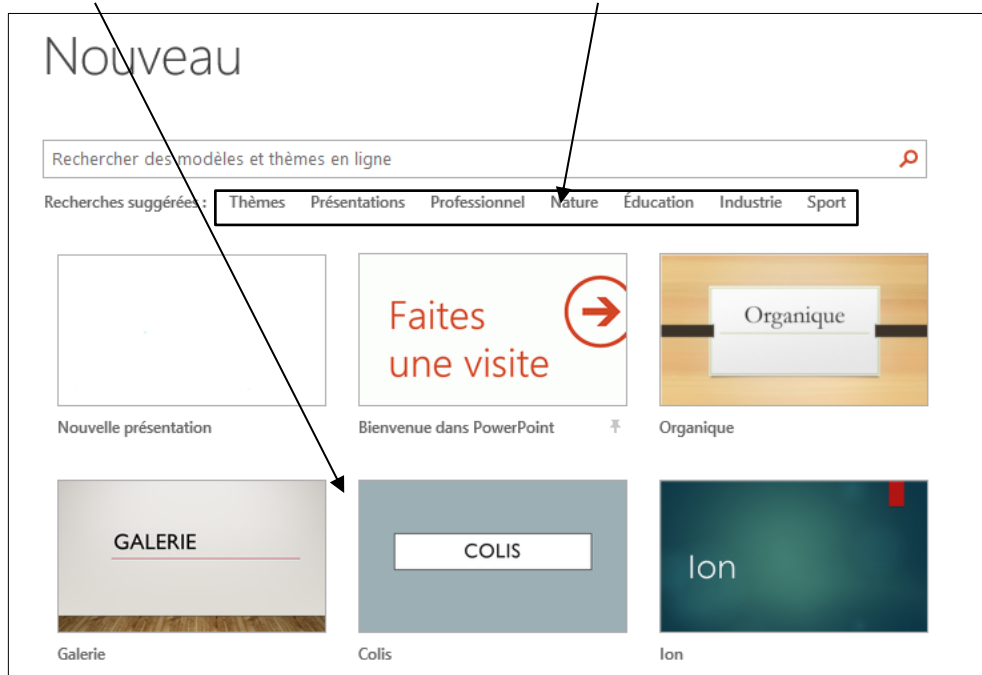 Nouveau
Rechercher des modèles et thèmes en ligne
Recherches suggérées : Thèmes Présentations Professionnel Nature Éducation Industrie Sport
Faites
une visite
Organique
Nouvelle présentation Bienvenue dans PowerPoint Organique
GALERIE COLIS Ion
Galerie Colis Ion